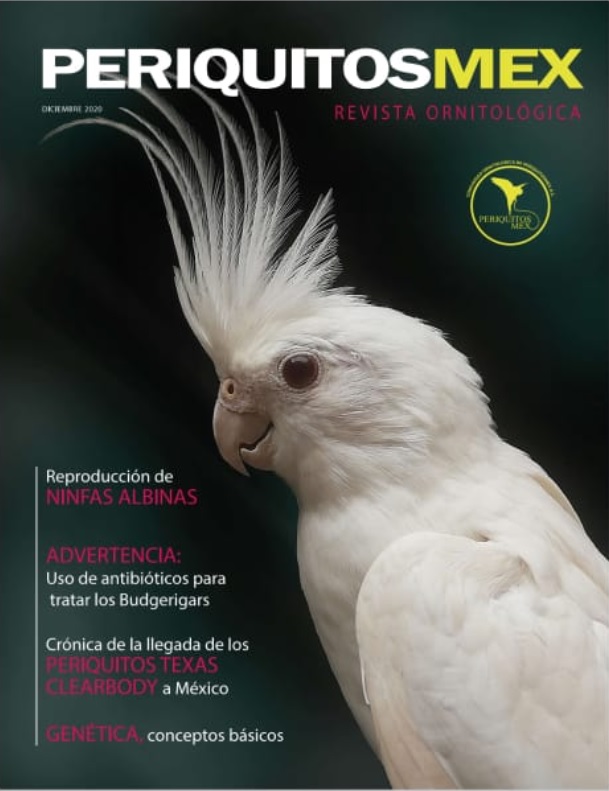 PERIQUITOSMEX
DICIEMBRE 2020
REVISTA ORNITOLÓGICA
PERIQUITOS
MEX
Reproducción de
NINFAS ALBINAS
ADVERTENCIA:
Uso de antibióticos para
tratar los Budgerigars
Crónica de la llegada de los
PERIQUITOS TEXAS
CLEARBODY a México
GENÉTICA, conceptos básicos